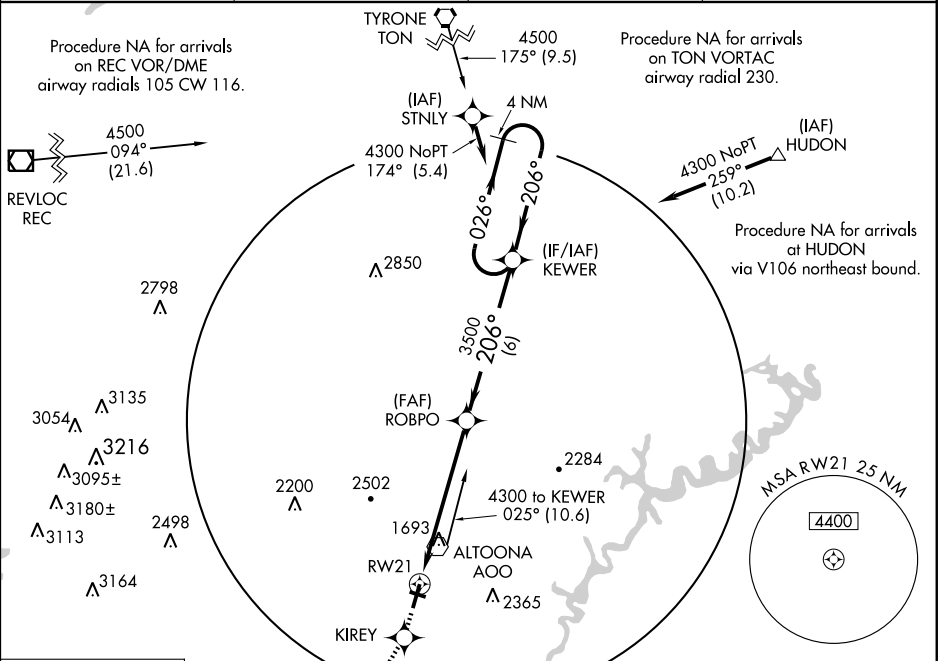 TYRONE
TON
4500
175° (9.5)
Procedure NA for arrivals
on REC VOR/DME
airway radials 105 CW 116.
Procedure NA for arrivals
on TON VORTAC
airway radial 230.
(IAF)
STNLY
4 NM
4500
094°
(21.6)
REVLOC
REC
4300 NoPT
174° (5.4)
(IAF)
HUDON
4300 NoPT
259°
(10.2)
026°
206°
Procedure NA for arrivals
at HUDON
via V106 northeast bound.
(IF/IAF)
KEWER
2850
2798
3500
206°
(6)
(FAF)
ROBPO
3135
3054
3216
3095±
3180±
3113
2498
3164
2200
2502
2284
4300 to KEWER
025° (10.6)
1693
ALTOONA
AOO
RW21
2365
KIREY
MSA RW21 25 NM
4400